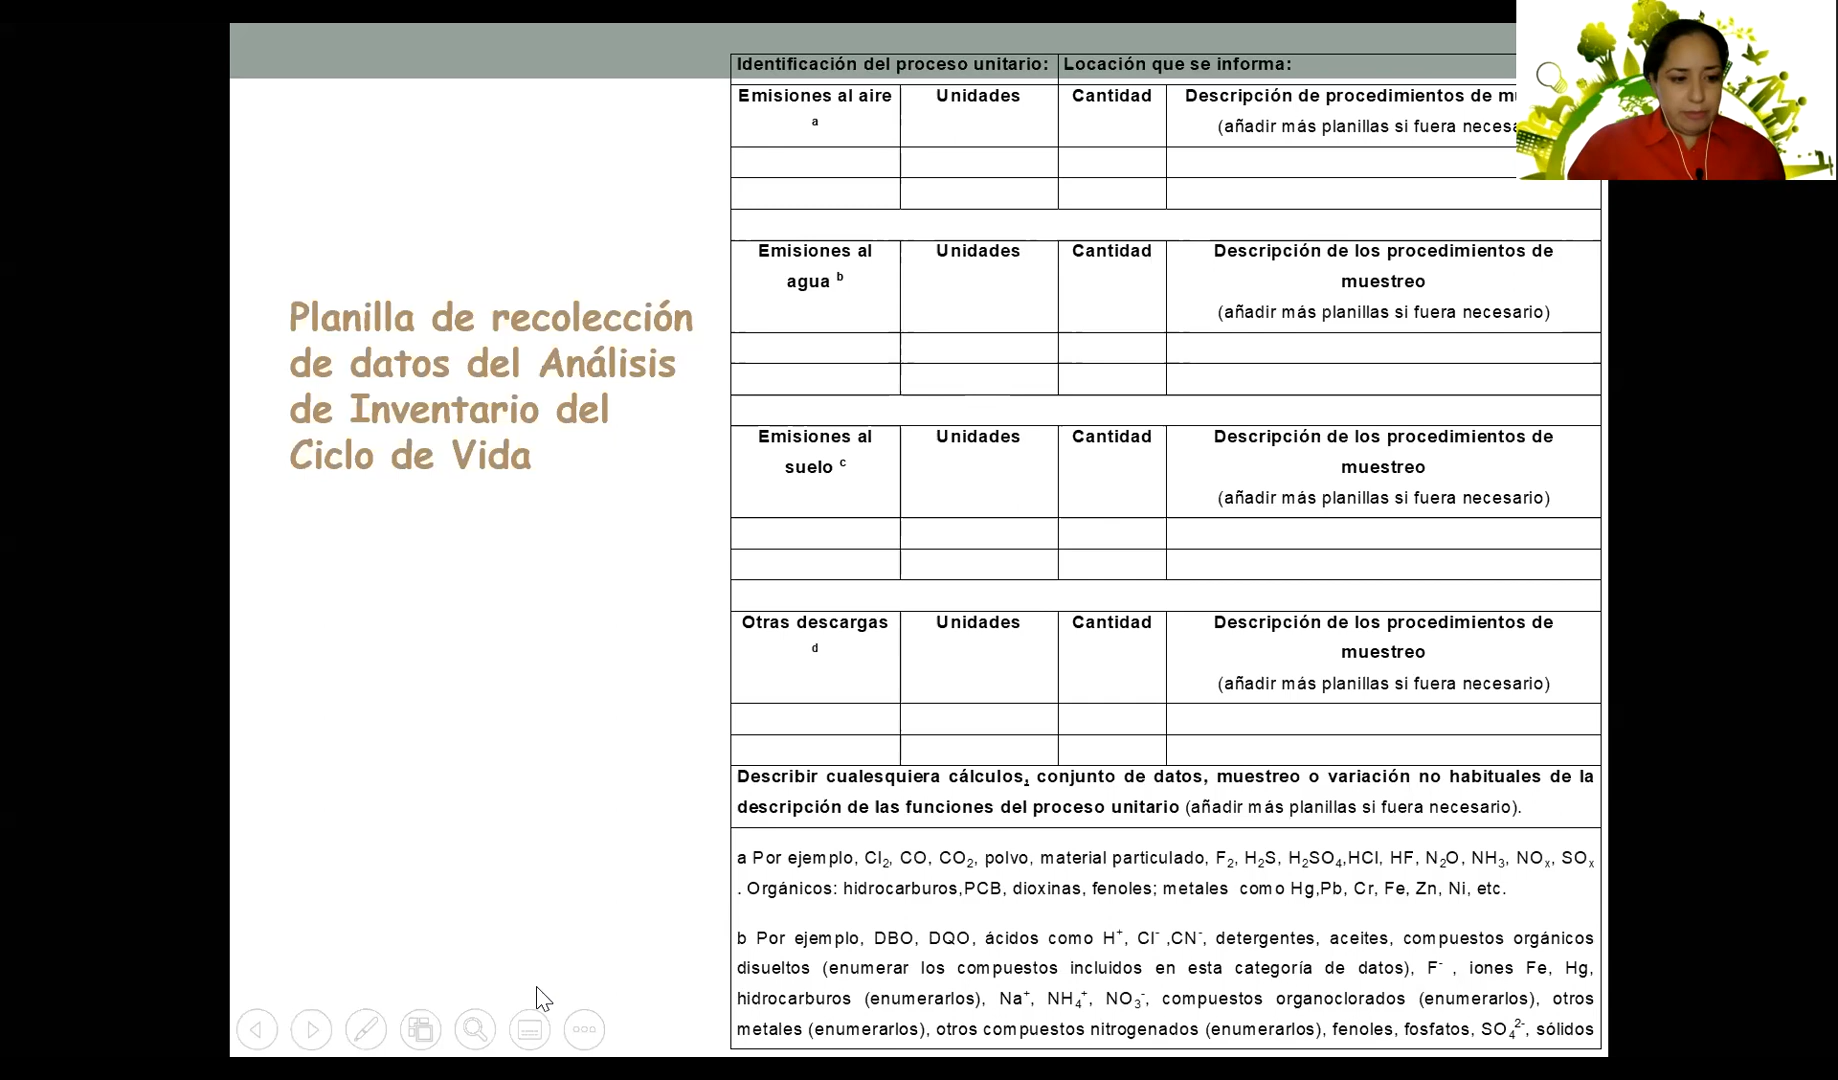 Planilla de recolección
de datos del Análisis
de Inventario del
Ciclo de Vida
Identificación del proceso unitario: Locación que se informa:
Emisiones al aire Unidades Cantidad Descripción de procedimientos de
a (añadir más planillas si fuera
Emisiones al Unidades Cantidad Descripción de los procedimientos de
agua b muestreo
(añadir más planillas si fuera necesario)
Emisiones al Unidades Cantidad Descripción de los procedimientos de
suelo c muestreo
(añadir más planillas si fuera necesario)
Otras descargas Unidades Cantidad Descripción de los procedimientos de
d muestreo
(añadir más planillas si fuera necesario)
Describir cualesquiera cálculos, conjunto de datos, muestreo o variación no habituales de la
descripción de las funciones del proceso unitario (añadir más planillas si fuera necesario).
a Por ejemplo, Cl₂, CO, CO₂, polvo, material particulado, F₂, H₂S, H₂SO₄,HCl, HF, N₂O, NH₃, NOₓ, SOₓ
. Orgánicos: hidrocarburos,PCB, dioxinas, fenoles; metales como Hg,Pb, Cr, Fe, Zn, Ni, etc.
b Por ejemplo, DBO, DQO, ácidos como H⁺, Cl⁻ ,CN⁻, detergentes, aceites, compuestos orgánicos
disueltos (enumerar los compuestos incluidos en esta categoría de datos), F⁻ , iones Fe, Hg,
hidrocarburos (enumerarlos), Na⁺, NH₄⁺, NO₃⁻, compuestos organoclorados (enumerarlos), otros
metales (enumerarlos), otros compuestos nitrogenados (enumerarlos), fenoles, fosfatos, SO₄²⁻, sólidos